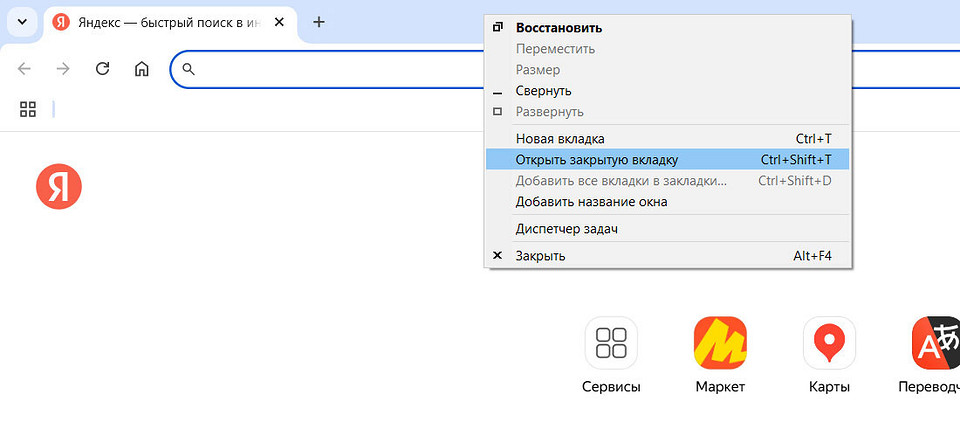 Яндекс — быстрый поиск в ин
Восстановить
Переместить
Размер
Свернуть
Развернуть
Новая вкладка Ctrl+T
Открыть закрытую вкладку Ctrl+Shift+T
Добавить все вкладки в закладки... Ctrl+Shift+D
Добавить название окна
Диспетчер задач
Закрыть Alt+F4
Сервисы
Маркет
Карты
Переводч